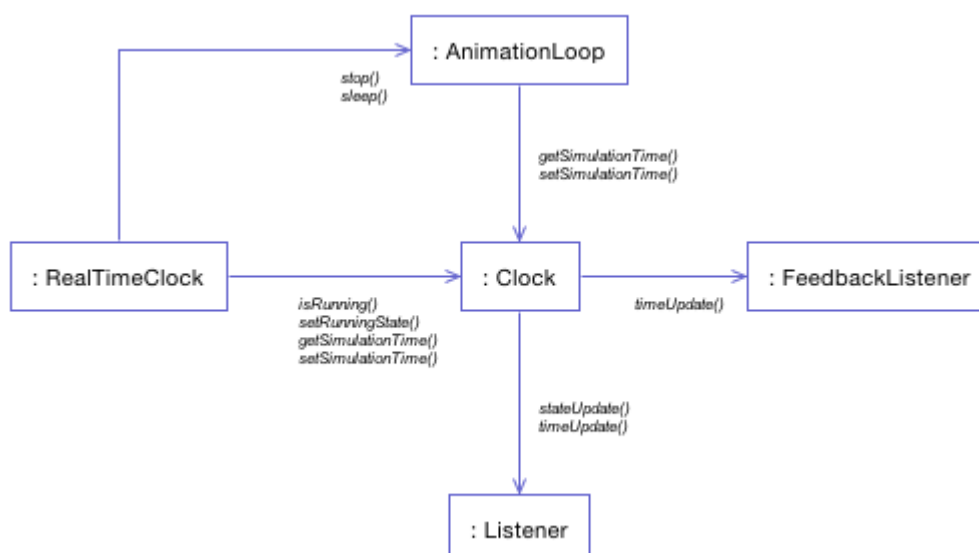 : AnimationLoop
stop()
sleep()
getSimulationTime()
setSimulationTime()
: RealTimeClock
: Clock
: FeedbackListener
isRunning()
setRunningState()
getSimulationTime()
setSimulationTime()
timeUpdate()
stateUpdate()
timeUpdate()
: Listener